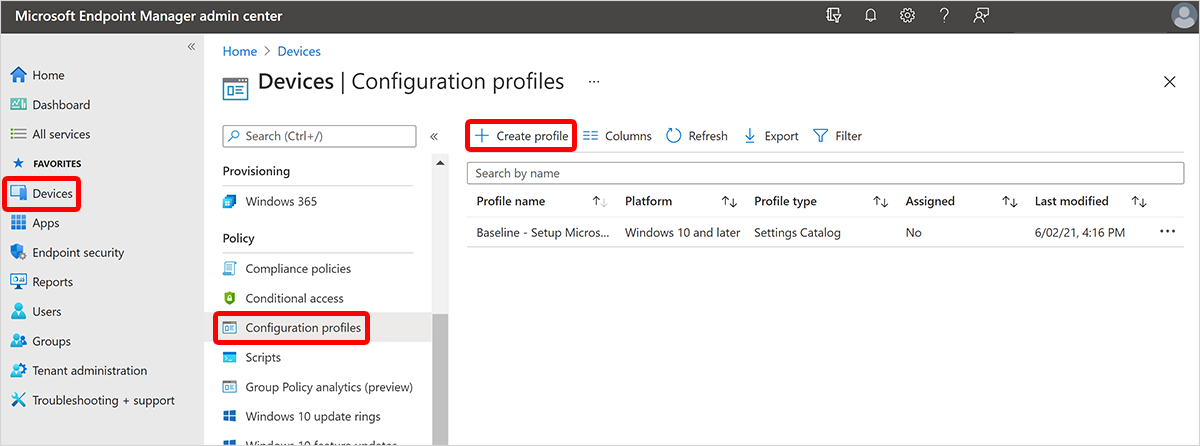 Microsoft Endpoint Manager admin center
Home > Devices
Devices | Configuration profiles ...
Home
Dashboard
All services
FAVORITES
Devices
Apps
Endpoint security
Reports
Users
Groups
Tenant administration
Troubleshooting + support
Search (Ctrl+/)
Provisioning
Windows 365
Policy
Compliance policies
Conditional access
Configuration profiles
Scripts
Group Policy analytics (preview)
Windows 10 update rings
Windows 10 feature updates
Create profile Columns Refresh Export Filter
Search by name
Profile name Platform Profile type Assigned Last modified
Baseline - Setup Micros... Windows 10 and later Settings Catalog No 6/02/21, 4:16 PM ...